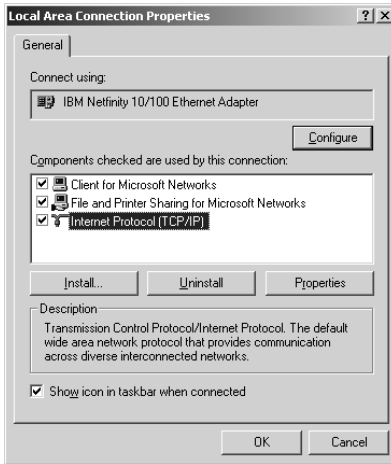 Local Area Connection Properties
General
Connect using:
IBM Netfinity 10/100 Ethernet Adapter
Configure
Components checked are used by this connection:
Client for Microsoft Networks
File and Printer Sharing for Microsoft Networks
Internet Protocol (TCP/IP)
Install... Uninstall Properties
Description
Transmission Control Protocol/Internet Protocol. The default
wide area network protocol that provides communication
across diverse interconnected networks.
Show icon in taskbar when connected
OK Cancel